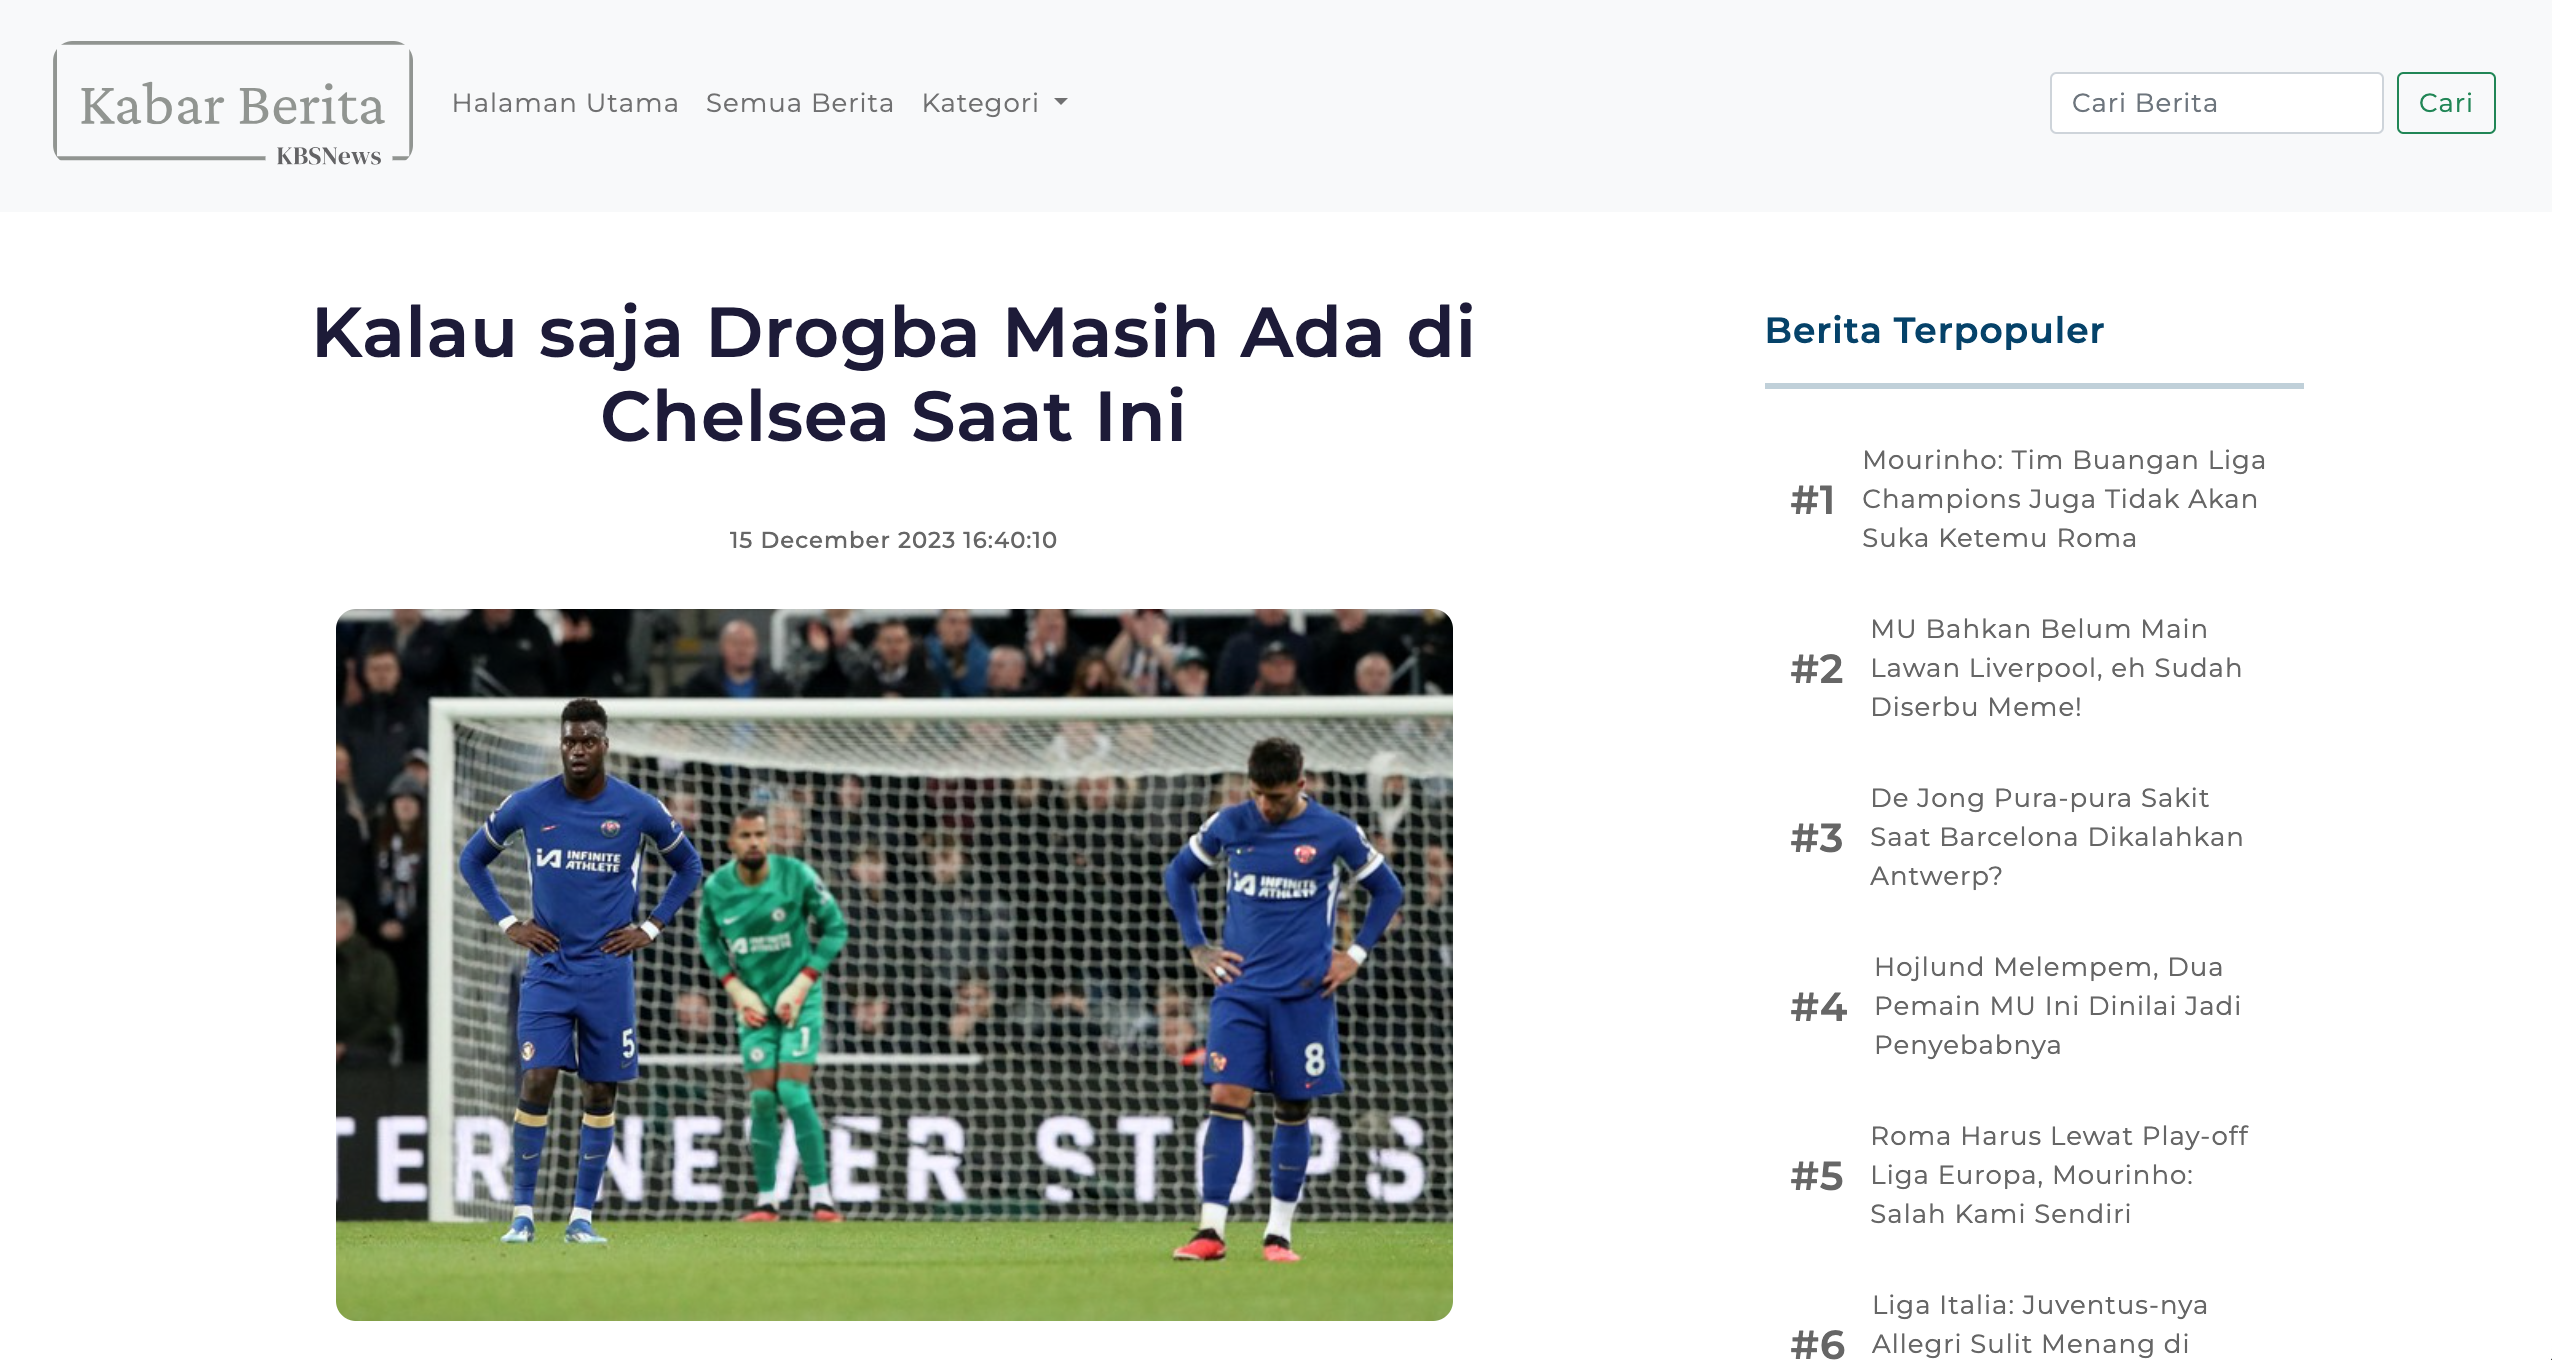 Kabar Berita
KBSNews
Halaman Utama
Semua Berita
Kategori
Cari Berita
Cari
Kalau saja Drogba Masih Ada di
Chelsea Saat Ini
15 December 2023 16:40:10
INFINITE
ATHLETE
INFINITE
ATHLETE
INFINITE
ATHLETE
5
1
8
TER NEVER STOPS
Berita Terpopuler
#1
Mourinho: Tim Buangan Liga
Champions Juga Tidak Akan
Suka Ketemu Roma
#2
MU Bahkan Belum Main
Lawan Liverpool, eh Sudah
Diserbu Meme!
#3
De Jong Pura-pura Sakit
Saat Barcelona Dikalahkan
Antwerp?
#4
Hojlund Melempem, Dua
Pemain MU Ini Dinilai Jadi
Penyebabnya
#5
Roma Harus Lewat Play-off
Liga Europa, Mourinho:
Salah Kami Sendiri
#6
Liga Italia: Juventus-nya
Allegri Sulit Menang di